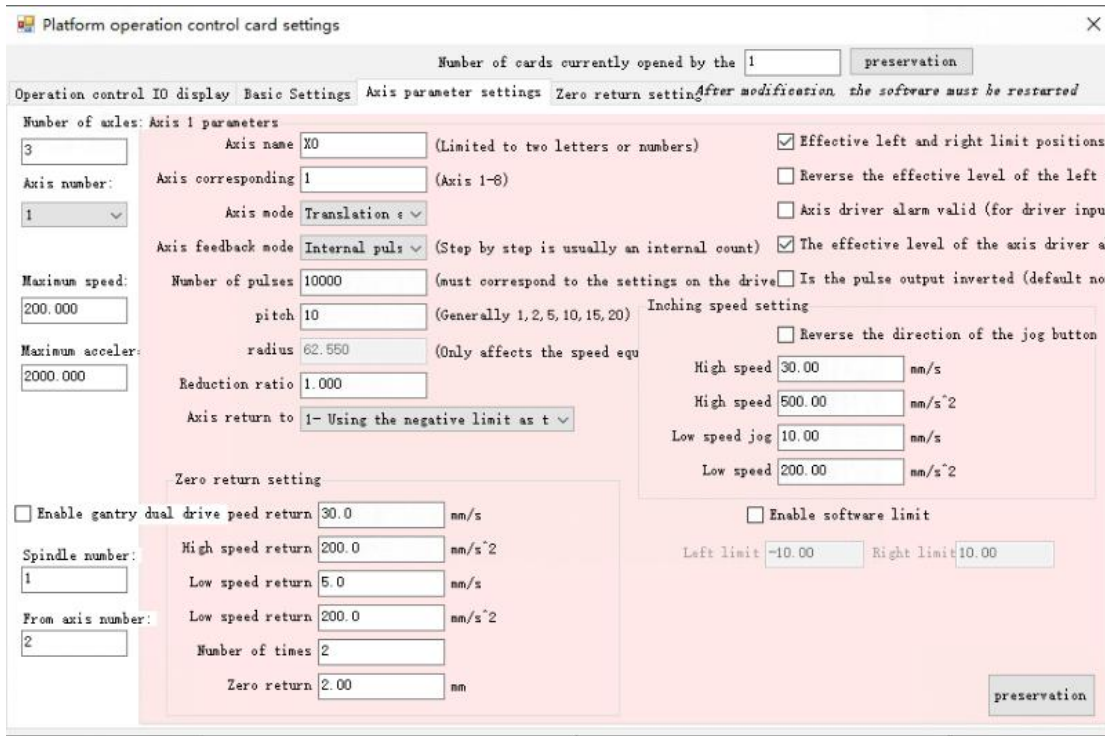 Platform operation control card settings
Number of cards currently opened by the 1 preservation
Operation control IO display Basic Settings Axis parameter settings Zero return setting After modification, the software must be restarted
Number of axles: Axis 1 parameters
3
Axis name X0 (Limited to two letters or numbers)
Effective left and right limit positions
Axis number:
Axis corresponding 1 (Axis 1-8)
Reverse the effective level of the left
1
Axis mode Translation
Axis driver alarm valid (for driver inpu
Axis feedback mode Internal puls (Step by step is usually an internal count)
The effective level of the axis driver a
Maximum speed:
Number of pulses 10000 (must correspond to the settings on the drive
Is the pulse output inverted (default no
200.000
Inching speed setting
pitch 10 (Generally 1, 2, 5, 10, 15, 20)
Reverse the direction of the jog button
Maximum acceler
radius 62.550 (Only affects the speed equ
High speed 30.00 mm/s
2000.000
Reduction ratio 1.000
High speed 500.00 mm/s^2
Axis return to 1- Using the negative limit as t
Low speed jog 10.00 mm/s
Low speed 200.00 mm/s^2
Zero return setting
Enable gantry dual drive peed return 30.0 mm/s
Enable software limit
Spindle number:
High speed return 200.0 mm/s^2
Left limit -10.00 Right limit 10.00
1
Low speed return 5.0 mm/s
From axis number:
Low speed return 200.0 mm/s^2
2
Number of times 2
Zero return 2.00 mm
preservation